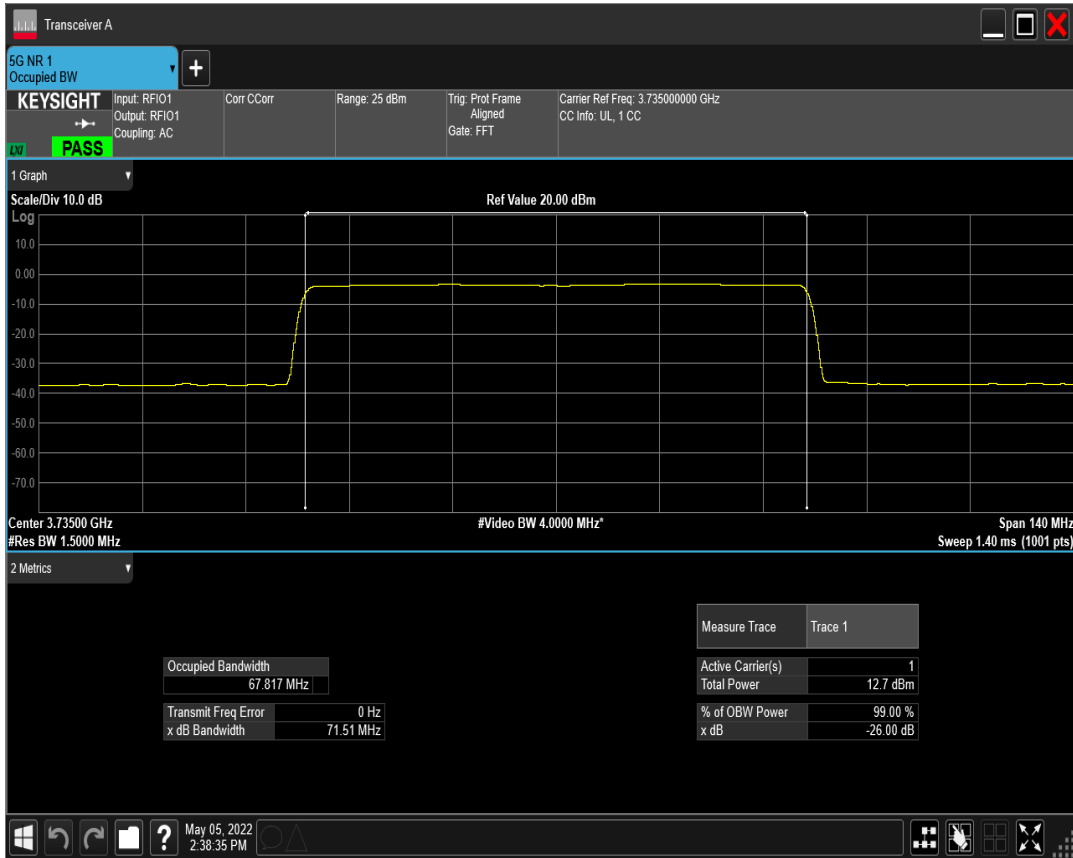 Transceiver A
5G NR 1
Occupied BW
+
KEYSIGHT
LXI
PASS
Input: RFIO1
Output: RFIO1
Coupling: AC
Corr CCorr
Range: 25 dBm
Trig: Prot Frame
Aligned
Gate: FFT
Carrier Ref Freq: 3.735000000 GHz
CC Info: UL, 1 CC
1 Graph
Scale/Div 10.0 dB
Ref Value 20.00 dBm
Log
10.0
0.00
-10.0
-20.0
-30.0
-40.0
-50.0
-60.0
-70.0
Center 3.73500 GHz
#Video BW 4.0000 MHz*
Span 140 MHz
#Res BW 1.5000 MHz
Sweep 1.40 ms (1001 pts)
2 Metrics
Measure Trace Trace 1
Occupied Bandwidth
67.817 MHz
Active Carrier(s) 1
Total Power 12.7 dBm
Transmit Freq Error 0 Hz
x dB Bandwidth 71.51 MHz
% of OBW Power 99.00 %
x dB -26.00 dB
?
May 05, 2022
2:38:35 PM